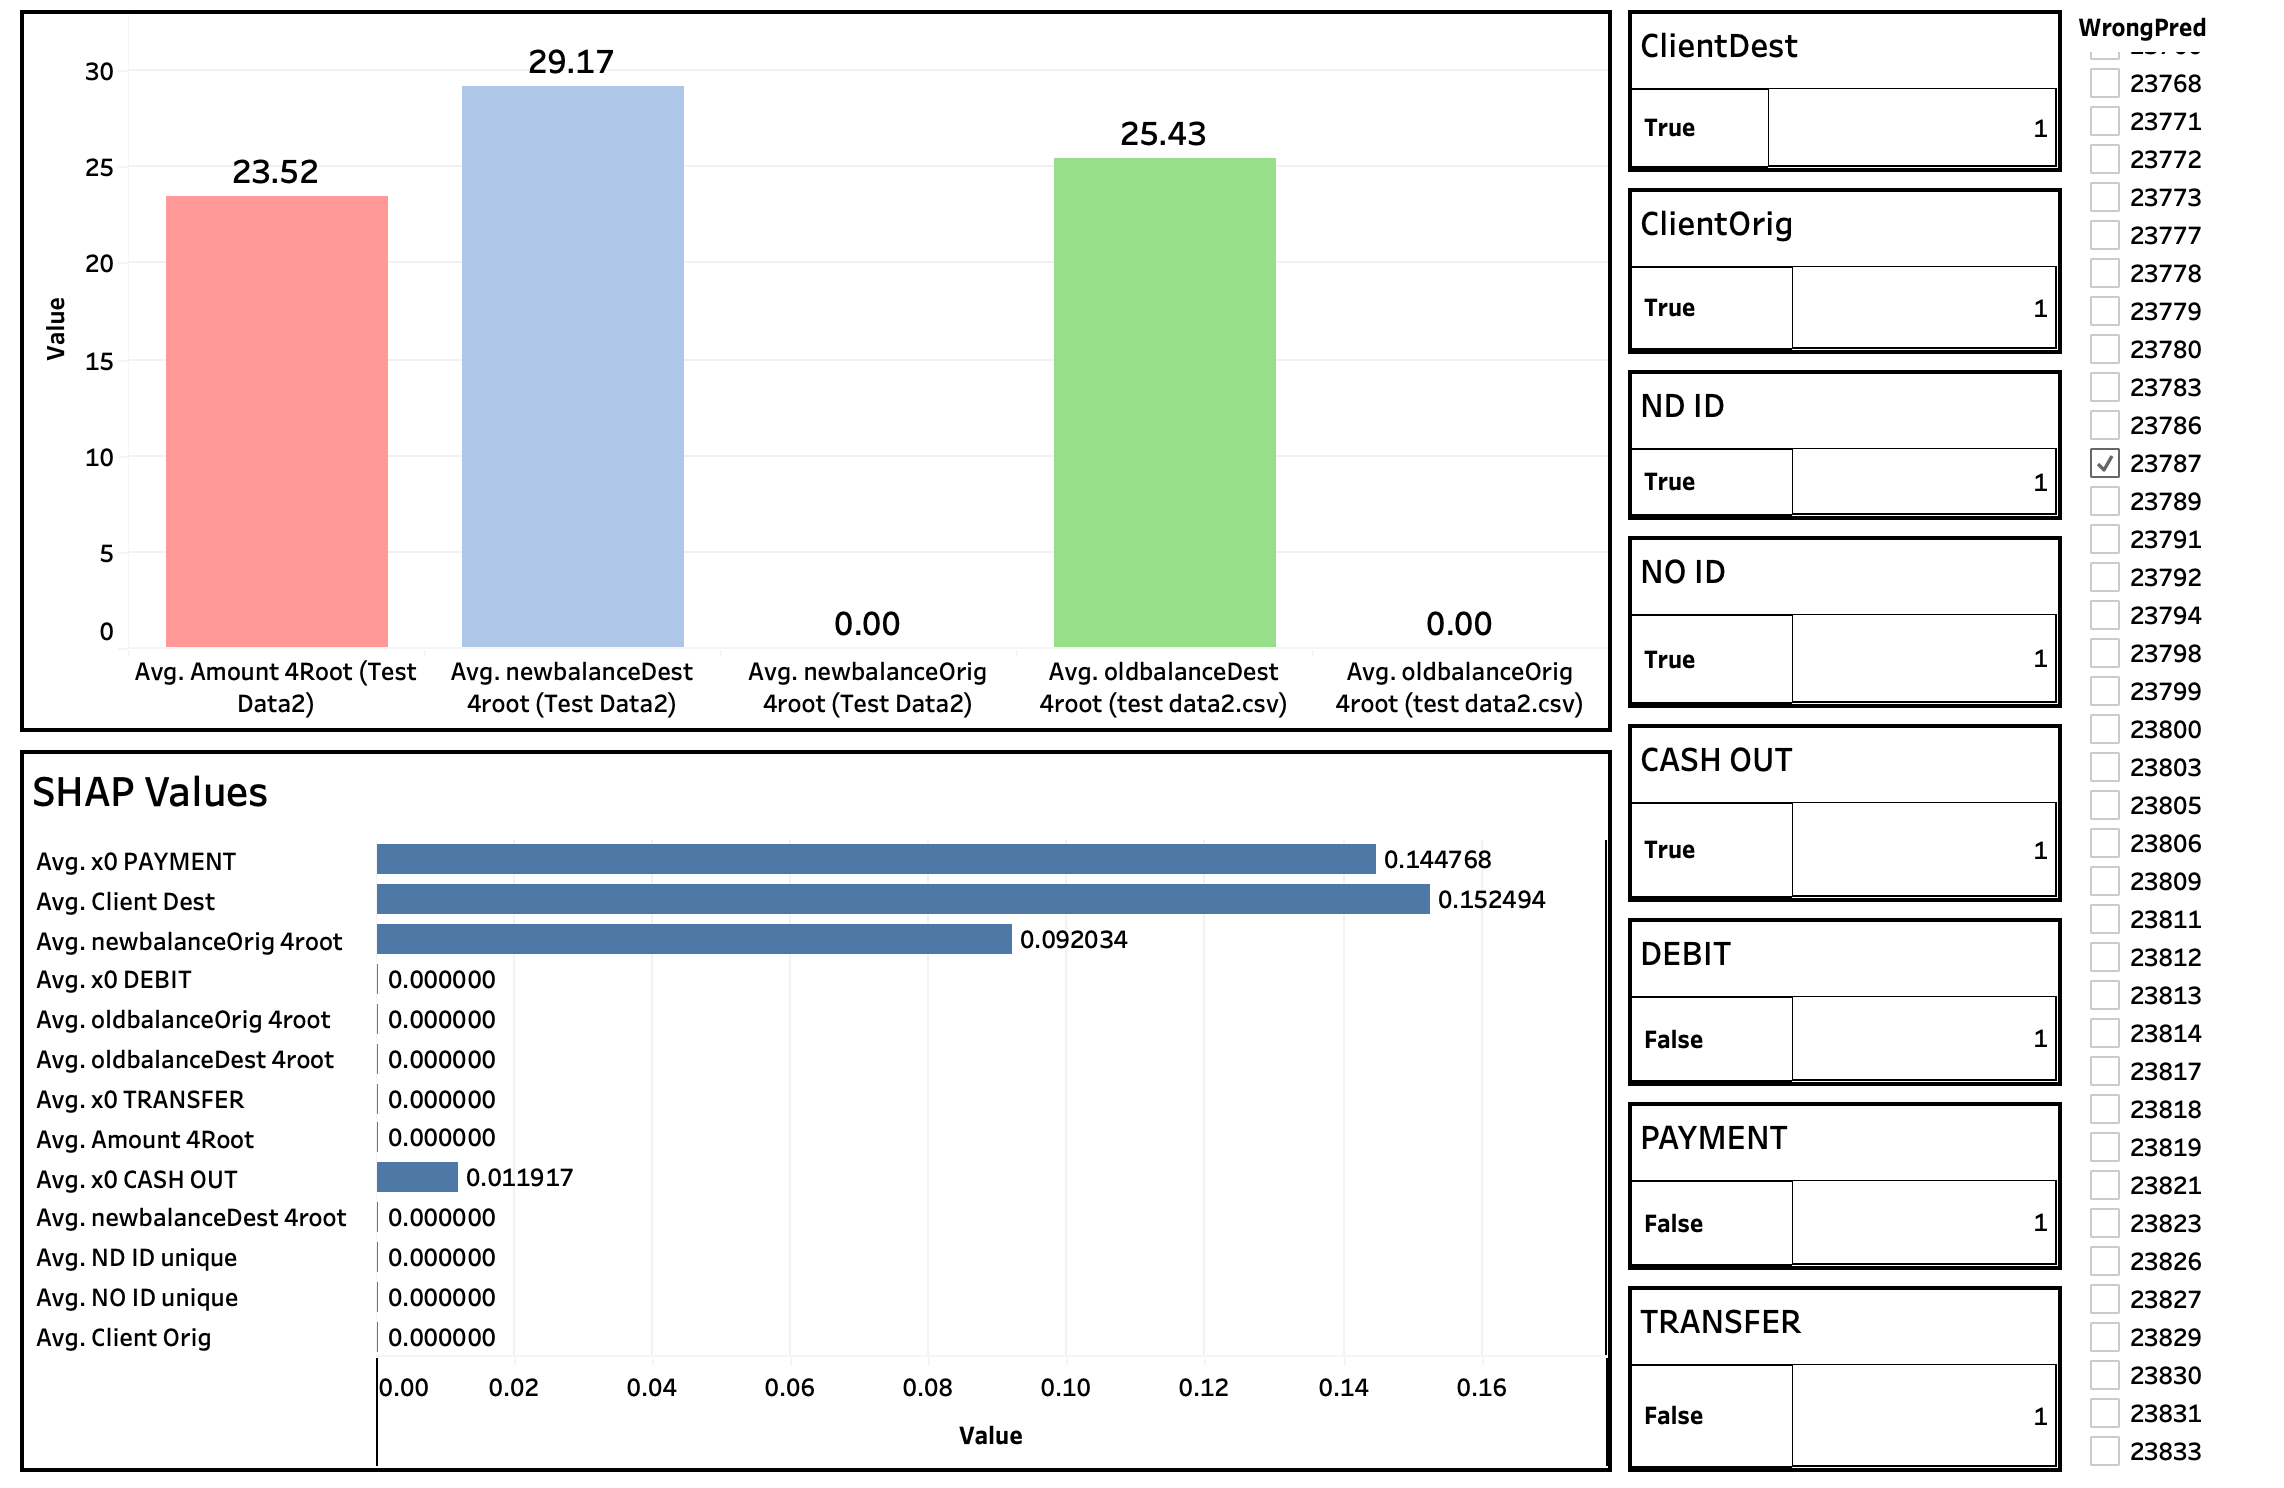 30
25
20
15
10
5
0
Value
23.52
29.17
0.00
25.43
0.00
Avg. Amount 4Root (Test
Data2)
Avg. newbalanceDest
4root (Test Data2)
Avg. newbalanceOrig
4root (Test Data2)
Avg. oldbalanceDest
4root (test data2.csv)
Avg. oldbalanceOrig
4root (test data2.csv)
SHAP Values
Avg. x0 PAYMENT 0.144768
Avg. Client Dest 0.152494
Avg. newbalanceOrig 4root 0.092034
Avg. x0 DEBIT 0.000000
Avg. oldbalanceOrig 4root 0.000000
Avg. oldbalanceDest 4root 0.000000
Avg. x0 TRANSFER 0.000000
Avg. Amount 4Root 0.000000
Avg. x0 CASH OUT 0.011917
Avg. newbalanceDest 4root 0.000000
Avg. ND ID unique 0.000000
Avg. NO ID unique 0.000000
Avg. Client Orig 0.000000
0.00 0.02 0.04 0.06 0.08 0.10 0.12 0.14 0.16
Value
ClientDest
True 1
ClientOrig
True 1
ND ID
True 1
NO ID
True 1
CASH OUT
True 1
DEBIT
False 1
PAYMENT
False 1
TRANSFER
False 1
WrongPred
23768
23771
23772
23773
23777
23778
23779
23780
23783
23786
23787
23789
23791
23792
23794
23798
23799
23800
23803
23805
23806
23809
23811
23812
23813
23814
23817
23818
23819
23821
23823
23826
23827
23829
23830
23831
23833